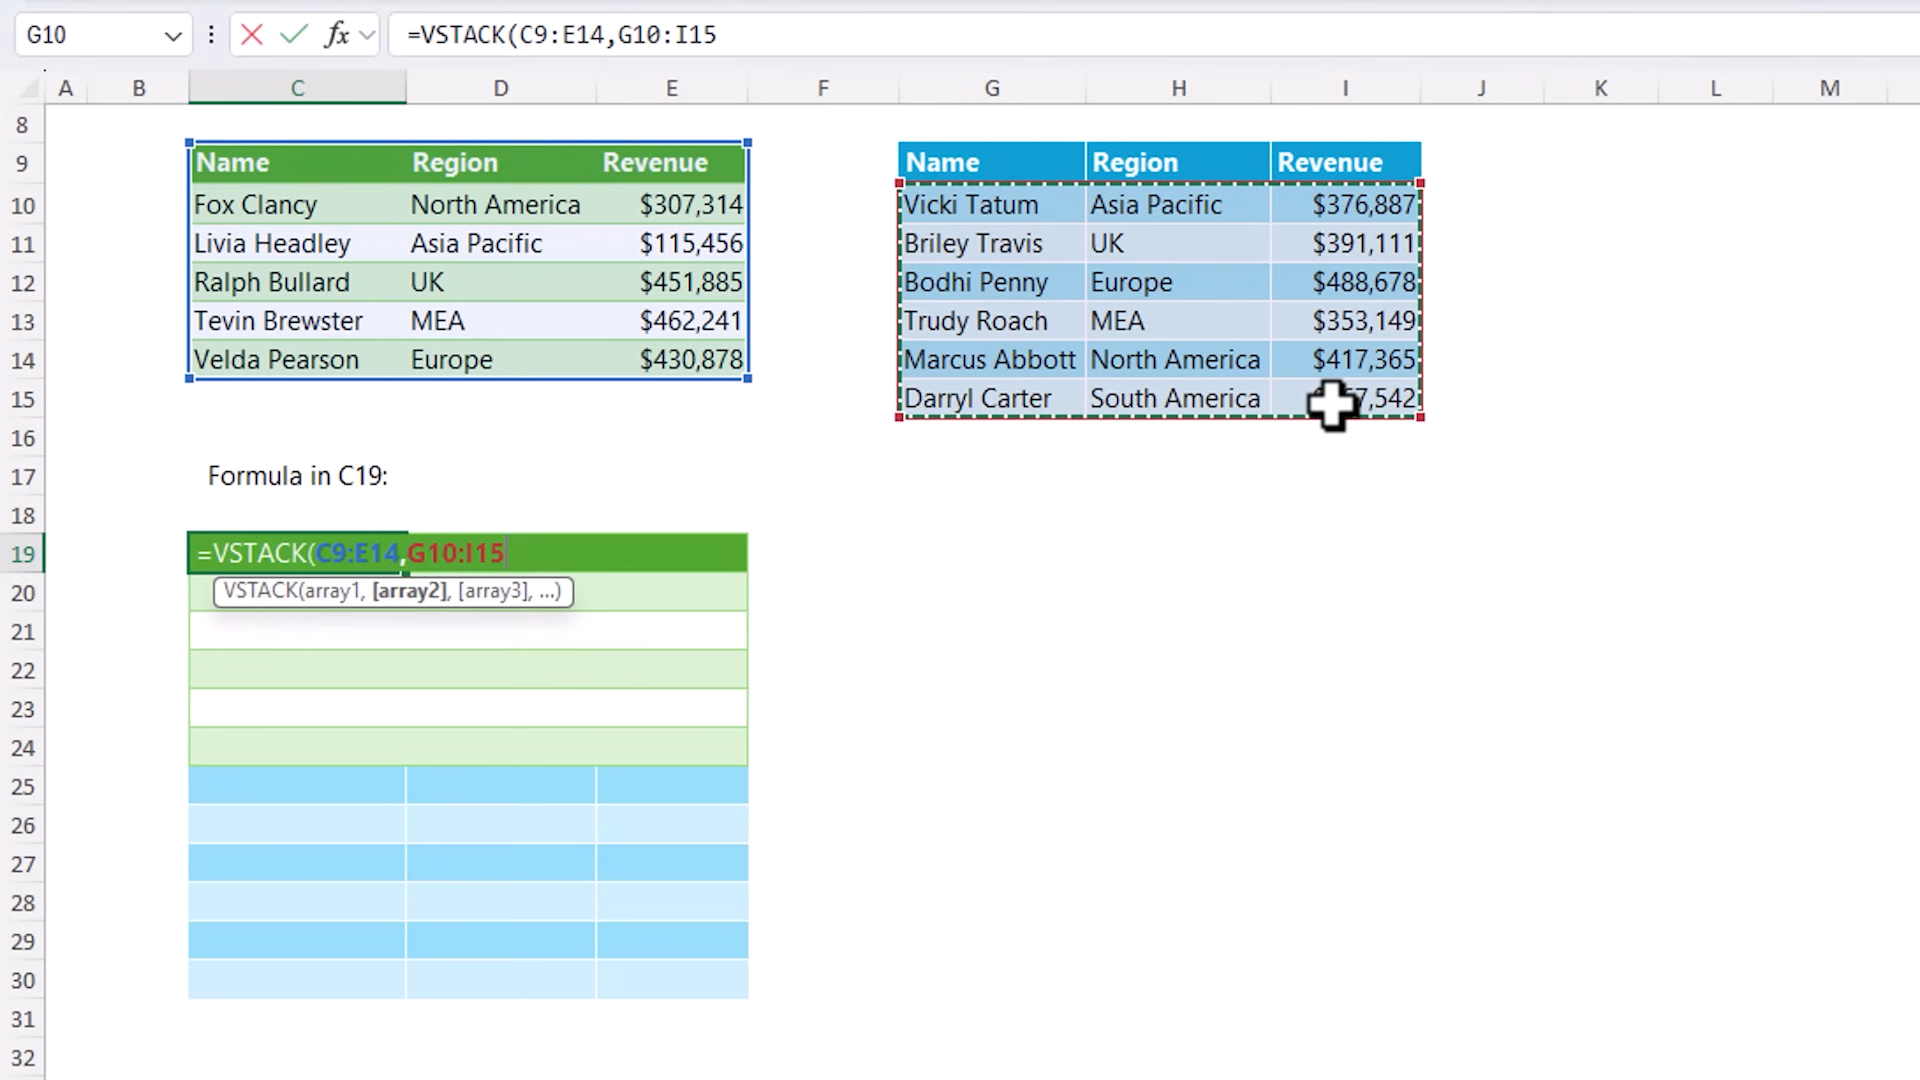 G10 fx =VSTACK(C9:E14,G10:I15
A B C D E F G H I J K L M
8
9 Name Region Revenue Name Region Revenue
10 Fox Clancy North America $307,314 Vicki Tatum Asia Pacific $376,887
11 Livia Headley Asia Pacific $115,456 Briley Travis UK $391,111
12 Ralph Bullard UK $451,885 Bodhi Penny Europe $488,678
13 Tevin Brewster MEA $462,241 Trudy Roach MEA $353,149
14 Velda Pearson Europe $430,878 Marcus Abbott North America $417,365
15 Darryl Carter South America
16
17 Formula in C19:
18
19 =VSTACK(C9:E14,G10:I15
20 VSTACK(array1, [array2], [array3], ...)
21
22
23
24
25
26
27
28
29
30
31
32